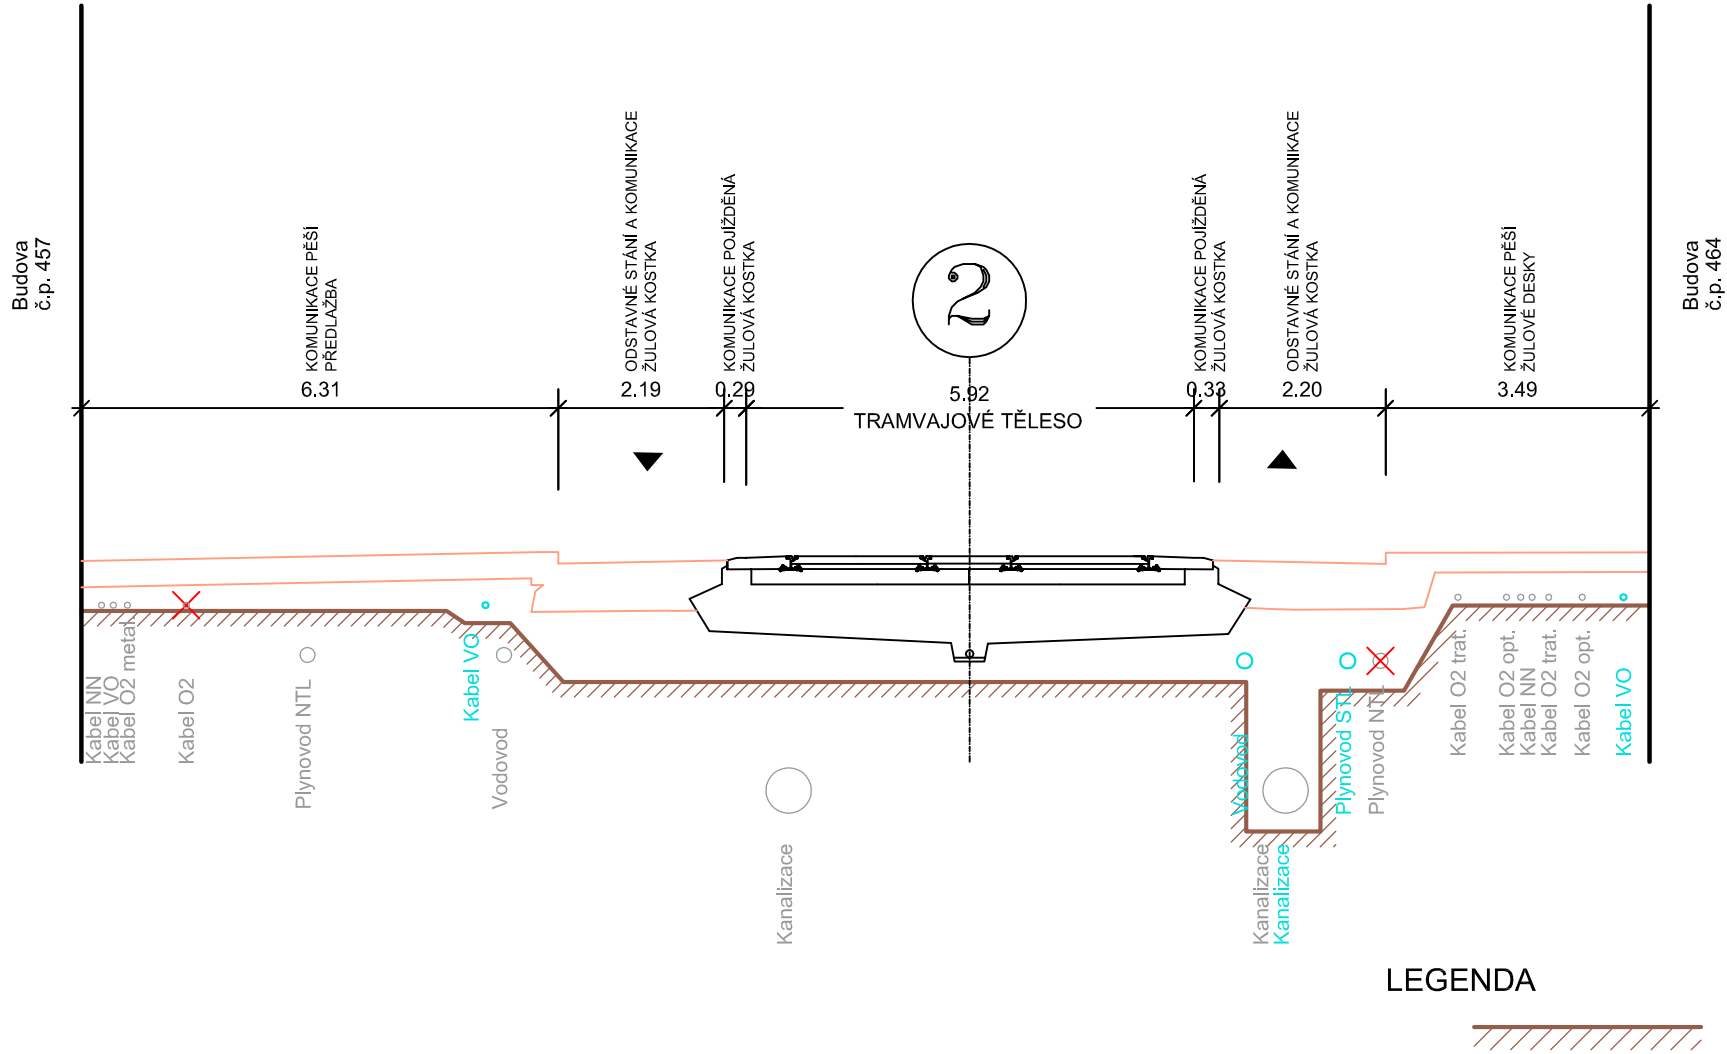 Budova
č.p. 457
KOMUNIKACE PĚŠÍ
PŘEDLAŽBA
6.31
ODSTAVNÉ STÁNÍ A KOMUNIKACE
ŽULOVÁ KOSTKA
2.19
KOMUNIKACE POJÍŽDĚNÁ
ŽULOVÁ KOSTKA
0.29
2
5.92
TRAMVAJOVÉ TĚLESO
KOMUNIKACE POJÍŽDĚNÁ
ŽULOVÁ KOSTKA
0.33
ODSTAVNÉ STÁNÍ A KOMUNIKACE
ŽULOVÁ KOSTKA
2.20
KOMUNIKACE PĚŠÍ
ŽULOVÉ DESKY
3.49
Budova
č.p. 464
Kabel NN
Kabel VO
Kabel O2 metal.
Kabel O2
Plynovod NTL
Kabel VO
Vodovod
Kanalizace
Vodovod
Kanalizace
Kanalizace
Plynovod STL
Plynovod NTL
Kabel O2 trat.
Kabel O2 opt.
Kabel NN
Kabel O2 trat.
Kabel O2 opt.
Kabel VO
LEGENDA